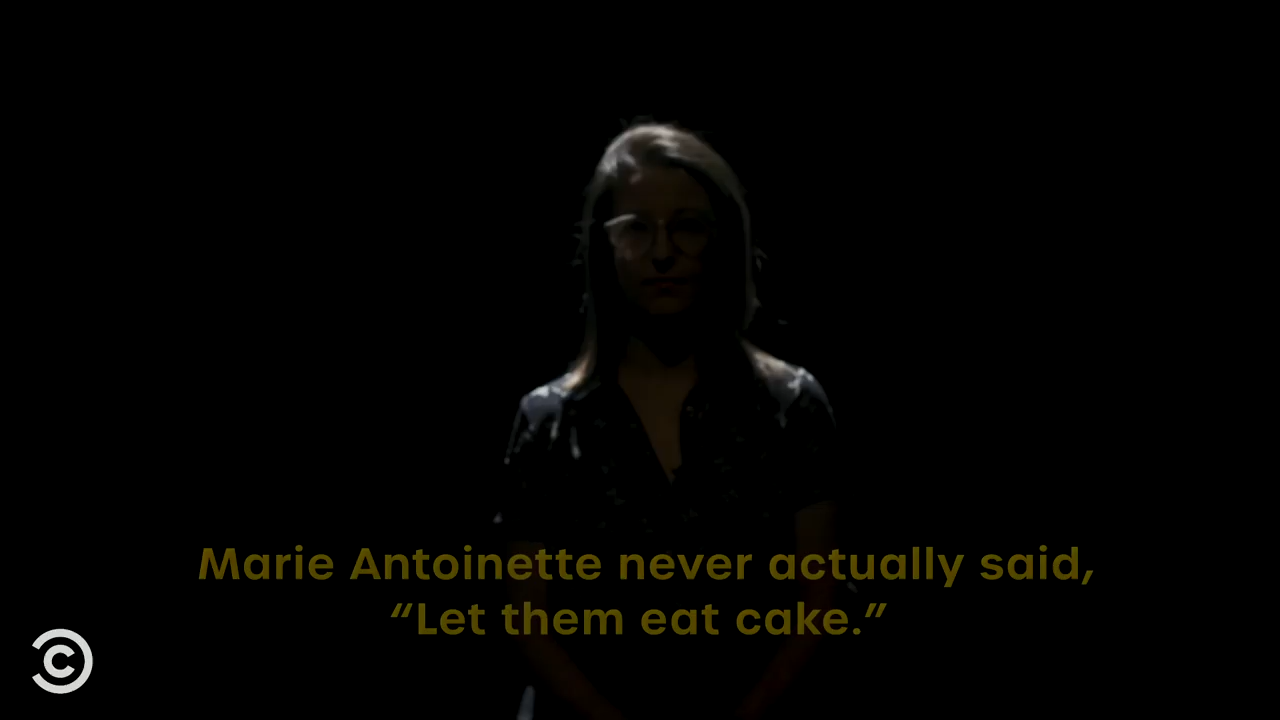 Marie Antoinette never actually said,
“Let them eat cake.”